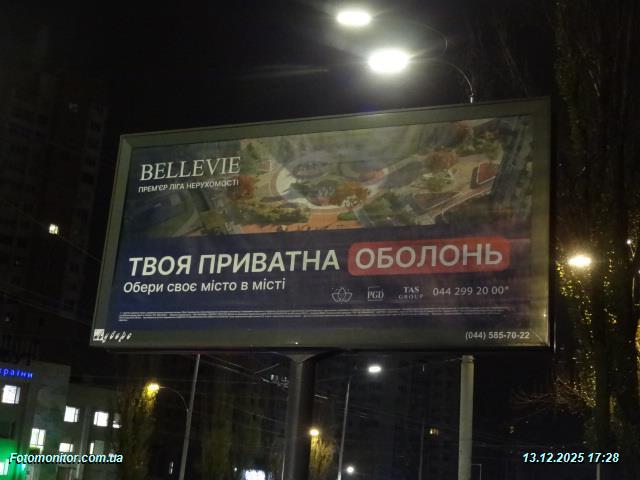 BELLEVIE
ПРЕМ'ЄР ЛІГА НЕРУХОМОСТІ
ТВОЯ ПРИВАТНА ОБОЛОНЬ
Обери своє місто в місті
PGD
TAS GROUP
044 299 20 00*
(044) 585-70-22
Fotomonitor.com.ua
13.12.2025 17:28